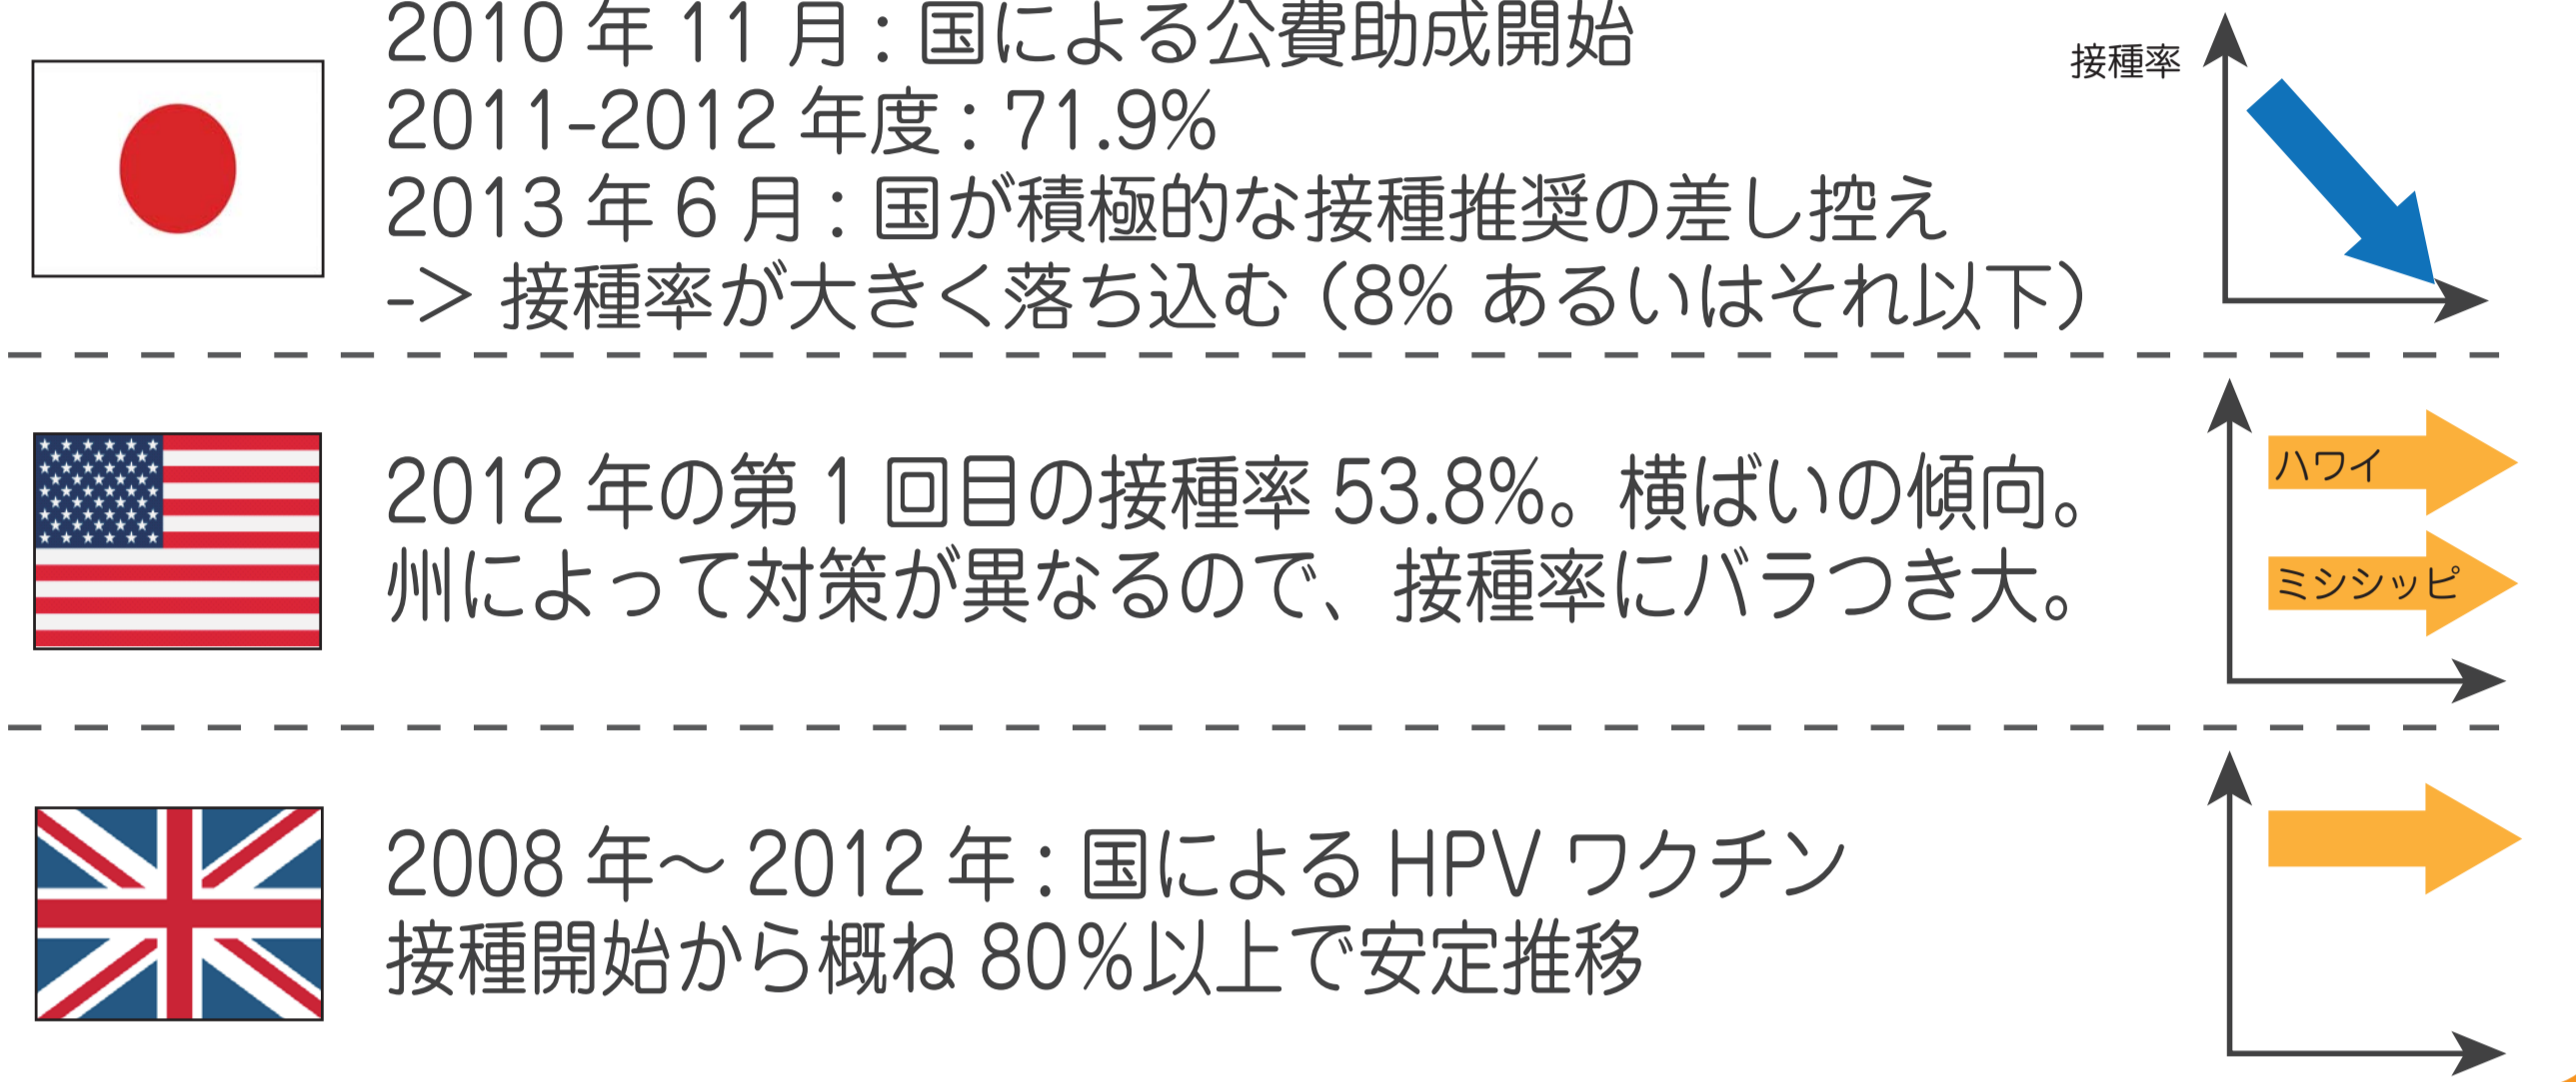 2010 年 11 月 : 国による公費助成開始
2011-2012 年度 : 71.9%
2013 年 6 月 : 国が積極的な接種推奨の差し控え
-> 接種率が大きく落ち込む（8% あるいはそれ以下）
接種率
2012 年の第 1 回目の接種率 53.8%。横ばいの傾向。
州によって対策が異なるので、接種率にバラつき大。
ハワイ
ミシシッピ
2008 年～ 2012 年 : 国による HPV ワクチン
接種開始から概ね 80％以上で安定推移